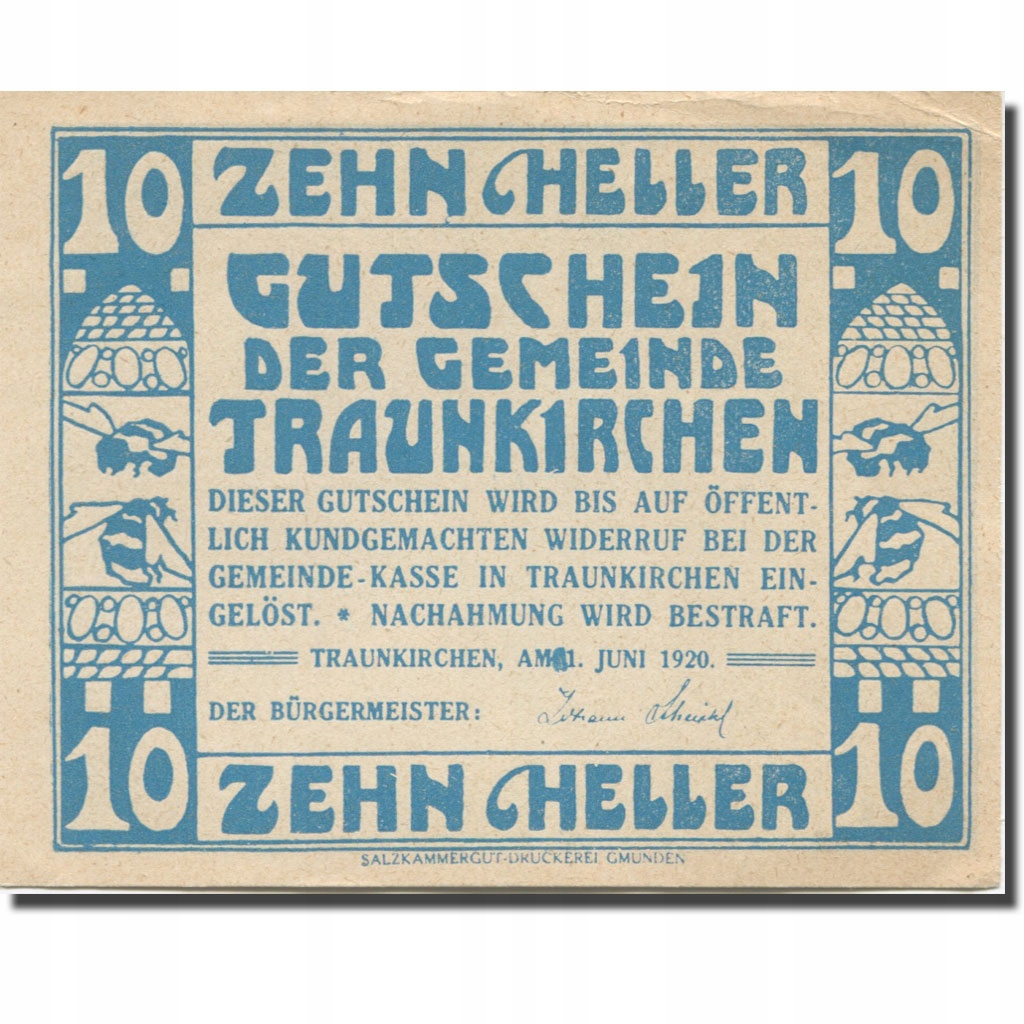 10 ZEHN HELLER 10
GUTSCHEIN
DER GEMEINDE
TRAUNKIRCHEN
DIESER GUTSCHEIN WIRD BIS AUF ÖFFENT-
LICH KUNDGEMACHTEN WIDERRUF BEI DER
GEMEINDE-KASSE IN TRAUNKIRCHEN EIN-
GELÖST. * NACHAHMUNG WIRD BESTRAFT.
TRAUNKIRCHEN, AM 1. JUNI 1920.
DER BÜRGERMEISTER: Johann
10 ZEHN HELLER 10
SALZKAMMERGUT-DRUCKEREI GMUNDEN